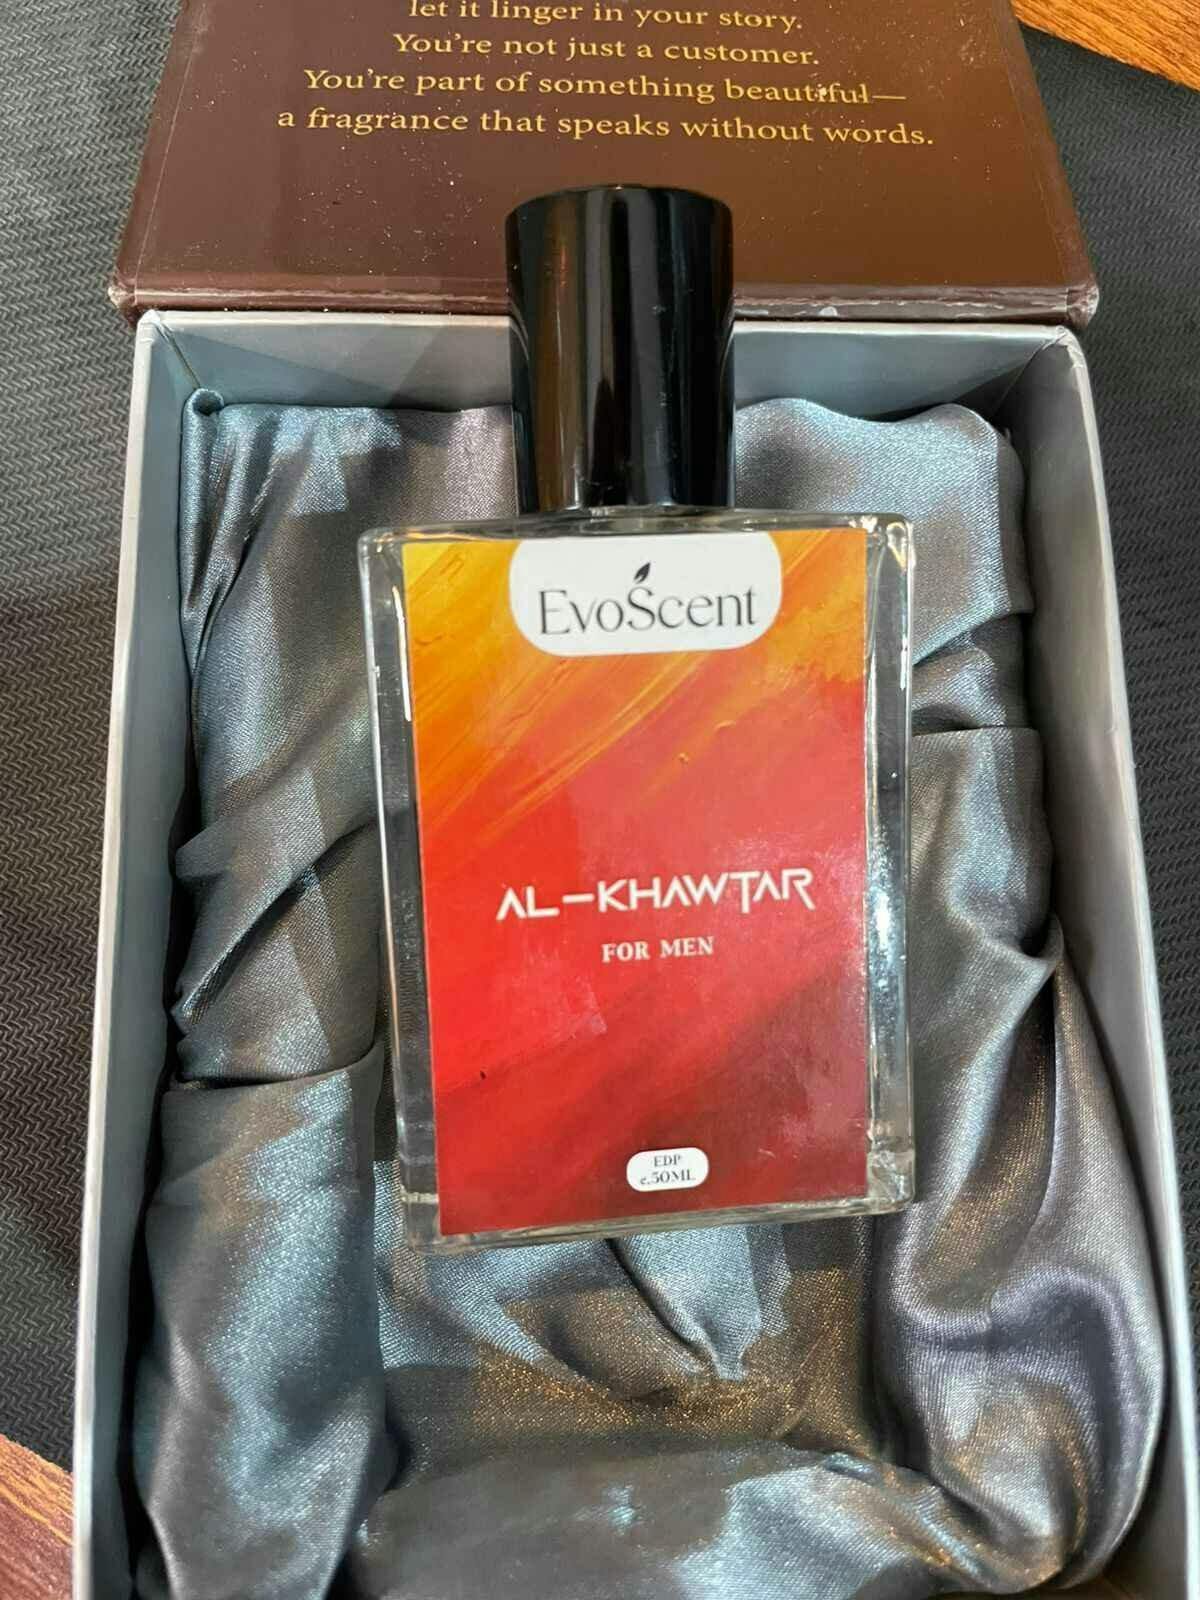 let it linger in your story.
You're not just a customer.
You're part of something beautiful—
a fragrance that speaks without words.
EvoScent
AL-KHAWTAR
FOR MEN
EDP
e.50ML